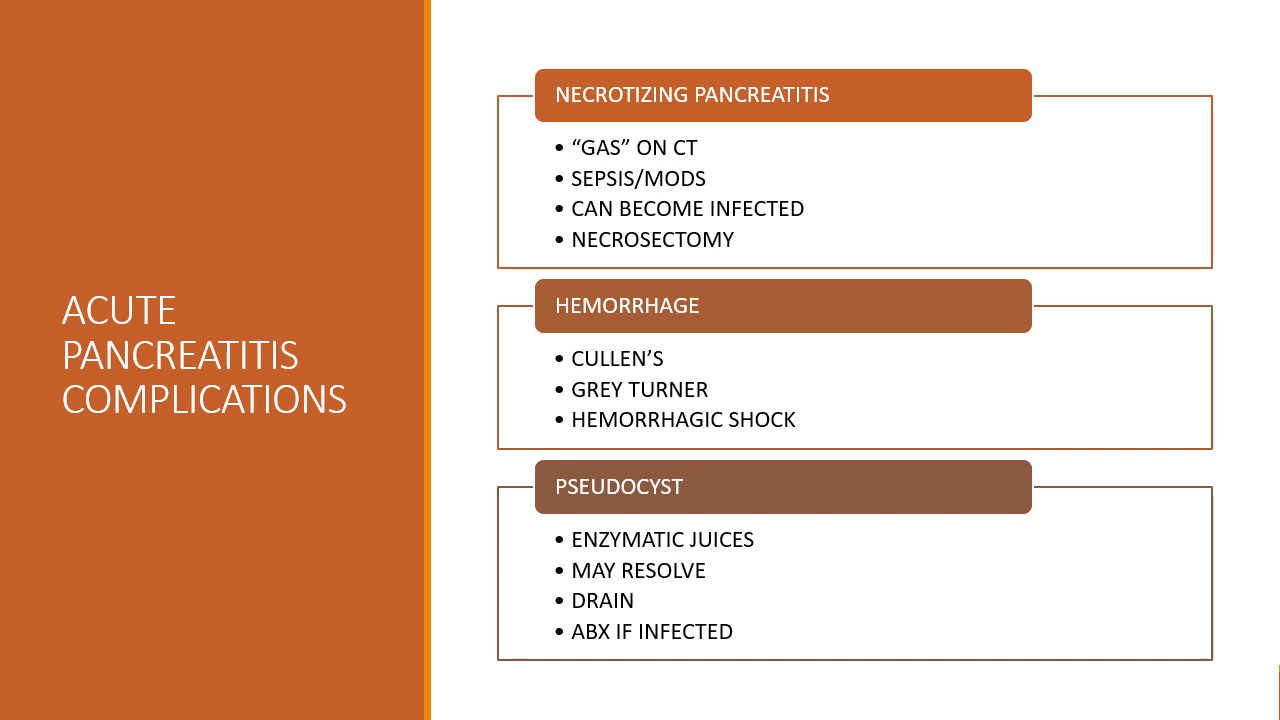 ACUTE
PANCREATITIS
COMPLICATIONS
NECROTIZING PANCREATITIS
• “GAS” ON CT
• SEPSIS/MODS
• CAN BECOME INFECTED
• NECROSECTOMY
HEMORRHAGE
• CULLEN’S
• GREY TURNER
• HEMORRHAGIC SHOCK
PSEUDOCYST
• ENZYMATIC JUICES
• MAY RESOLVE
• DRAIN
• ABX IF INFECTED